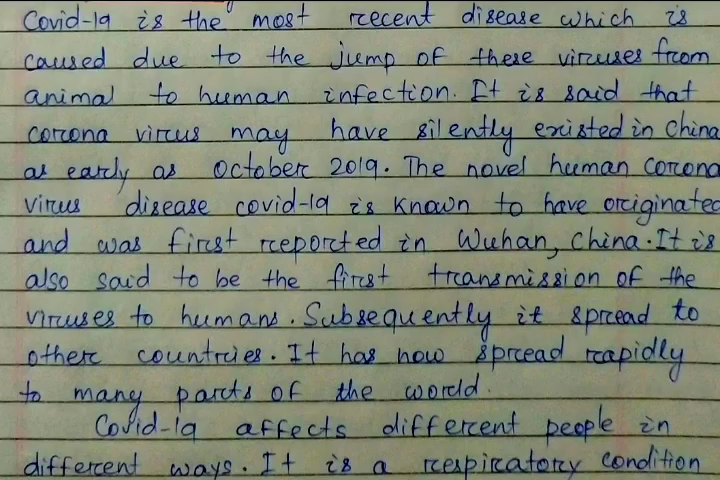 Covid-19 is the most recent disease which is
caused due to the jump of these viruses from
animal to human infection. It is said that
corona virus may have silently existed in China
as early as October 2019. The novel human corona
virus disease covid-19 is known to have originated
and was first reported in Wuhan, China. It is
also said to be the first transmission of the
viruses to humans. Subsequently it spread to
other countries. It has now spread rapidly
to many parts of the world.
Covid-19 affects different people in
different ways. It is a respiratory condition